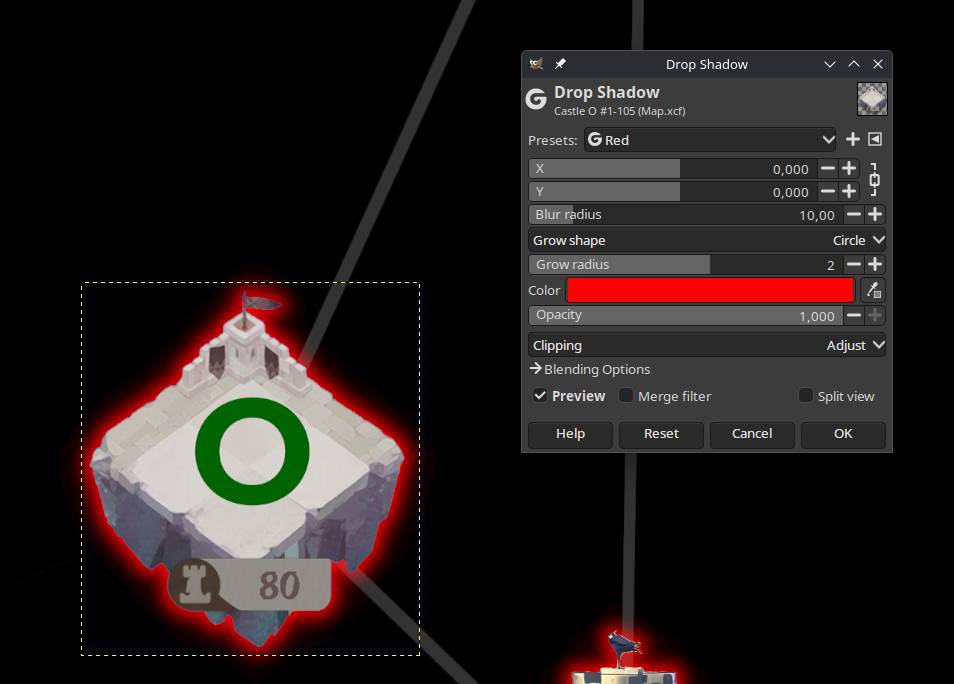 Drop Shadow
Drop Shadow
Castle O #1-105 (Map.xcf)
Presets: Red
X 0,000
Y 0,000
Blur radius 10,00
Grow shape Circle
Grow radius 2
Color
Opacity 1,000
Clipping Adjust
Blending Options
Preview Merge filter Split view
Help Reset Cancel OK
O
80